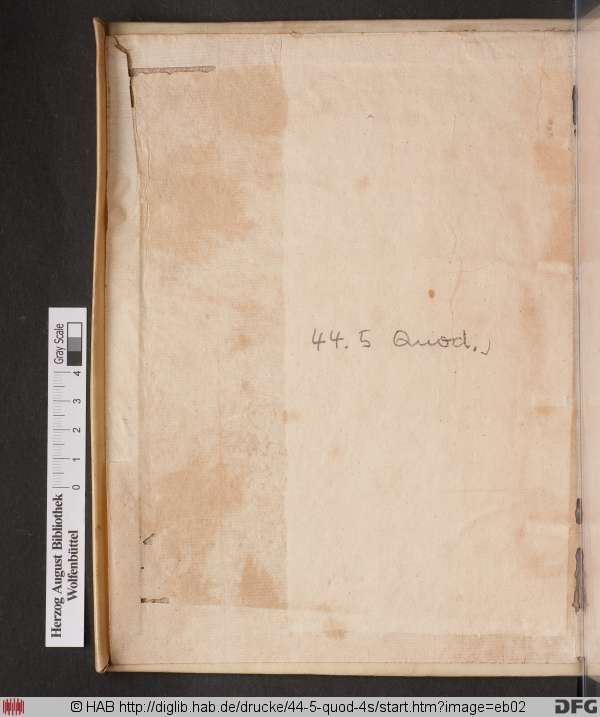 44. 5 Quod.
Gray Scale
0 1 2 3 4
Herzog August Bibliothek
Wolfenbüttel
© HAB http://diglib.hab.de/drucke/44-5-quod-4s/start.htm?image=eb02
DFG